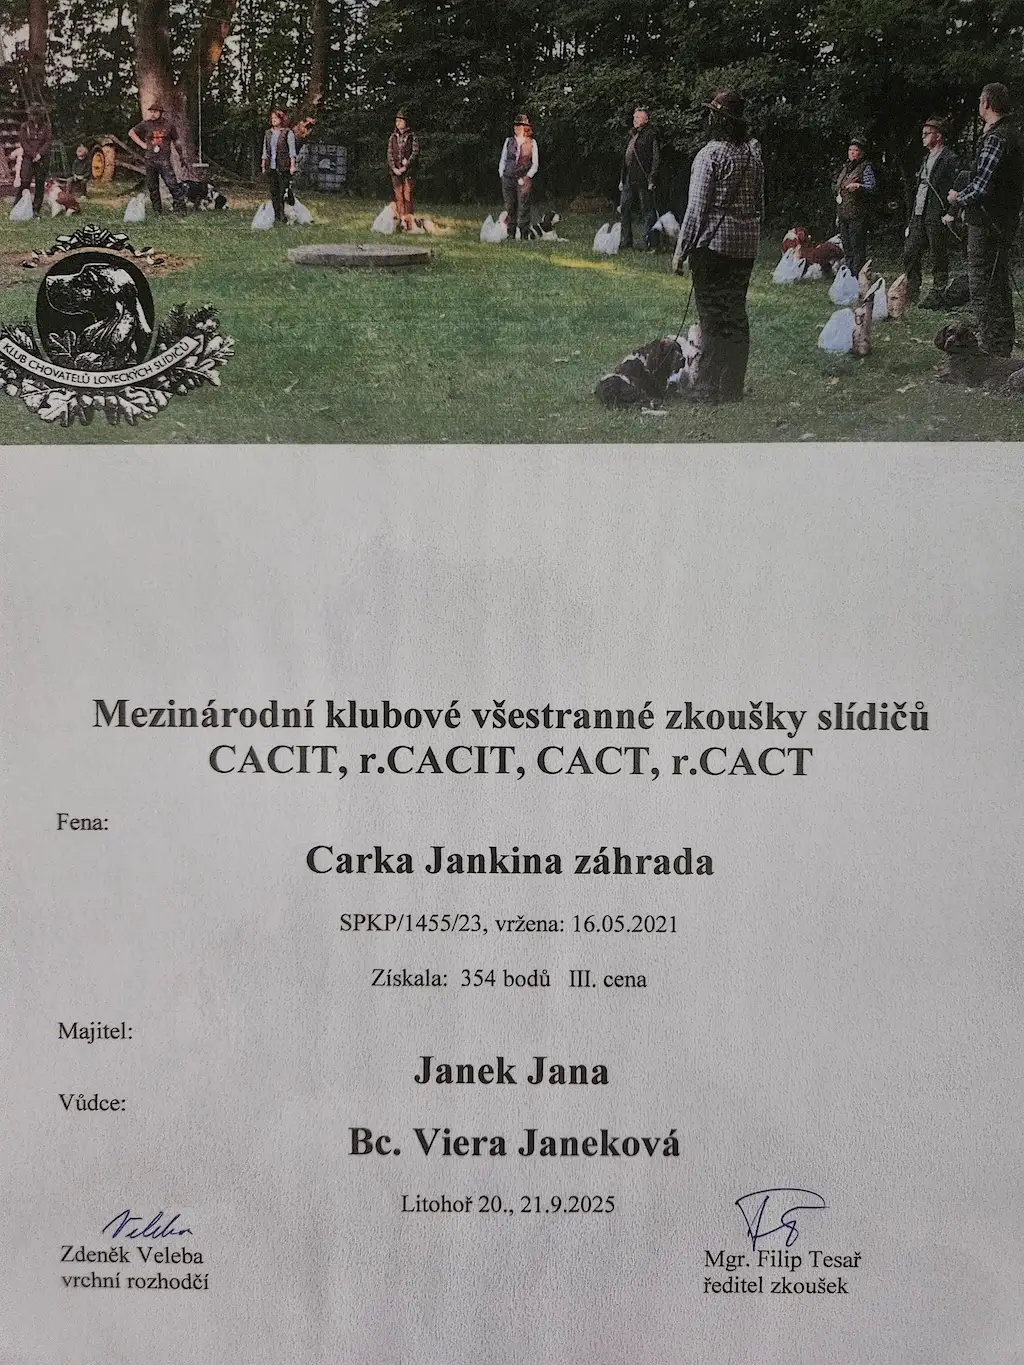 KLUB CHOVATELŮ LOVECKÝCH SLÍDIČŮ
Mezinárodní klubové všestranné zkoušky slídičů
CACIT, r.CACIT, CACT, r.CACT
Fena:
Carka Jankina záhrada
SPKP/1455/23, vržena: 16.05.2021
Získala: 354 bodů III. cena
Majitel:
Janek Jana
Vůdce:
Bc. Viera Janeková
Litohoř 20., 21.9.2025
Veleba
Zdeněk Veleba
vrchní rozhodčí
Mgr. Filip Tesař
ředitel zkoušek